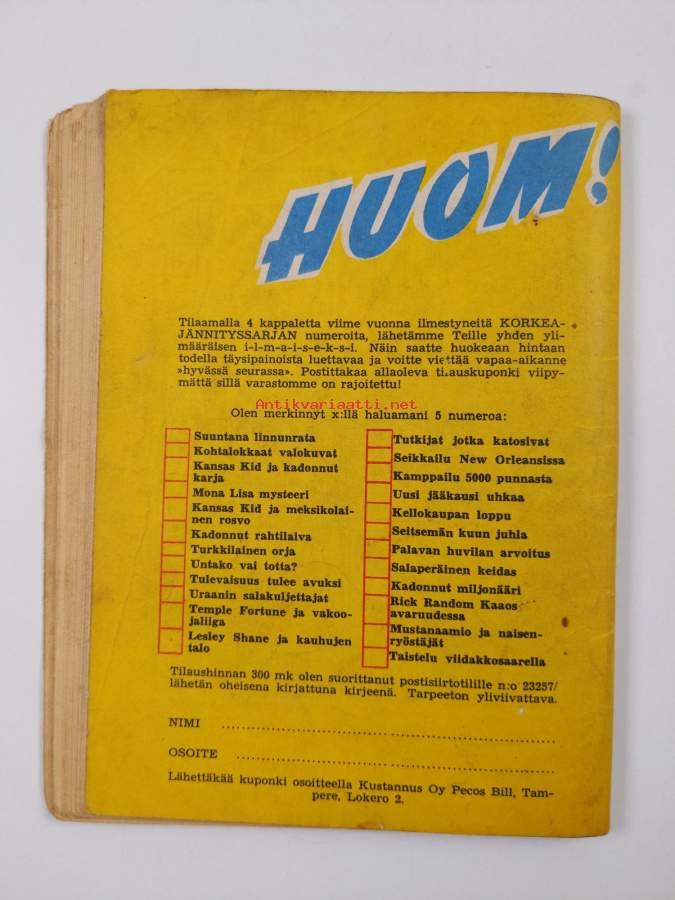 HUOM!
Tilaamalla 4 kappaletta viime vuonna ilmestyneitä KORKEA-
JÄNNITYSSARJAN numeroita, lähetämme Teille yhden yli-
määräisen i-l-m-a-i-s-e-k-s-i. Näin saatte huokeaan hintaan
todella täysipainoista luettavaa ja voitte viettää vapaa-aikanne
»hyvässä seurassa». Postittakaa allaoleva tilauskuponki viipy-
mättä sillä varastomme on rajoitettu!
Antikvariaatti.net
Olen merkinnyt x:llä haluamani 5 numeroa:
Suuntana linnunrata
Kohtalokkaat valokuvat
Kansas Kid ja kadonnut
karja
Mona Lisa mysteeri
Kansas Kid ja meksikolai-
nen rosvo
Kadonnut rahtilaiva
Turkkilainen orja
Untako vai totta?
Tulevaisuus tulee avuksi
Uraanin salakuljettajat
Temple Fortune ja vakoo-
jaliiga
Lesley Shane ja kauhujen
talo
Tutkijat jotka katosivat
Seikkailu New Orleansissa
Kamppailu 5000 punnasta
Uusi jääkausi uhkaa
Kellokaupan loppu
Seitsemän kuun juhla
Palavan huvilan arvoitus
Salaperäinen keidas
Kadonnut miljonääri
Rick Random Kaaos
avaruudessa
Mustanaamio ja naisen-
ryöstäjät
Taistelu viidakkosaarella
Tilaushinnan 300 mk olen suorittanut postisiirtotilille n:o 23257/
lähetän oheisena kirjattuna kirjeenä. Tarpeeton yliviivattava.
NIMI
OSOITE
Lähettäkää kuponki osoitteella Kustannus Oy Pecos Bill, Tam-
pere, Lokero 2.